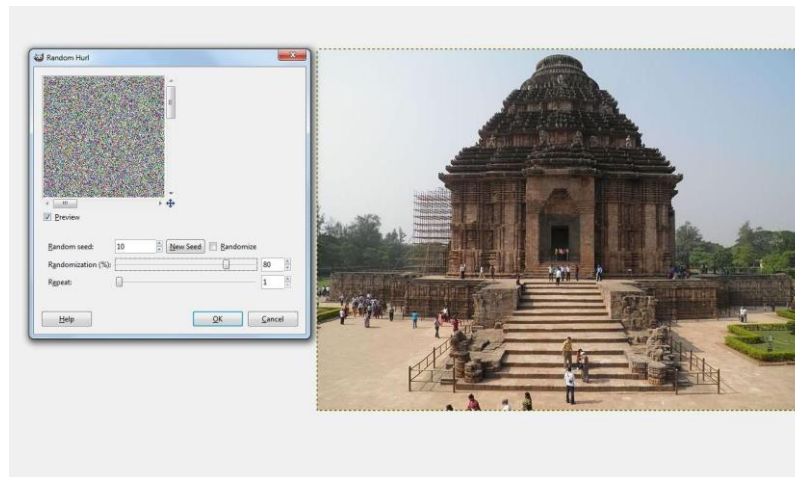 Random Hurl
Preview
Random seed: 10 New Seed Randomize
Randomization (%): 80
Repeat: 1
Help OK Cancel